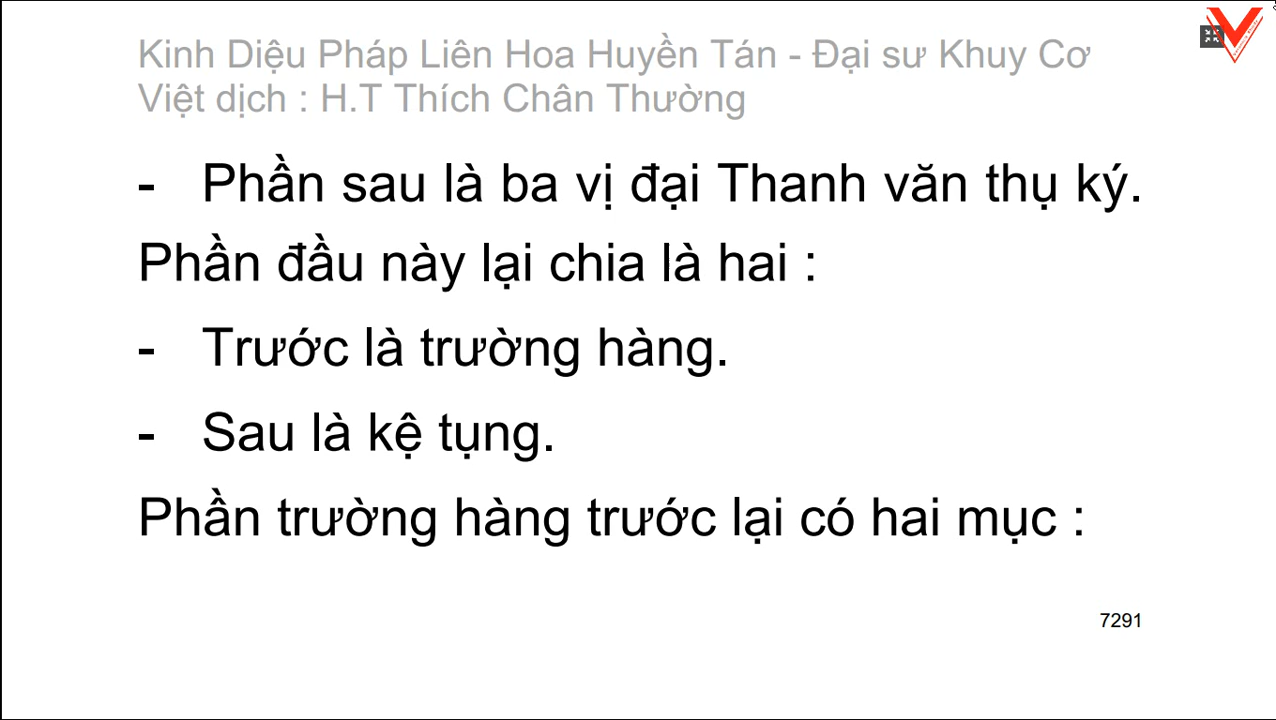 Kinh Diệu Pháp Liên Hoa Huyền Tán - Đại sư Khuy Cơ
Việt dịch : H.T Thích Chân Thường
- Phần sau là ba vị đại Thanh văn thụ ký.
Phần đầu này lại chia là hai :
- Trước là trường hàng.
- Sau là kệ tụng.
Phần trường hàng trước lại có hai mục :
7291